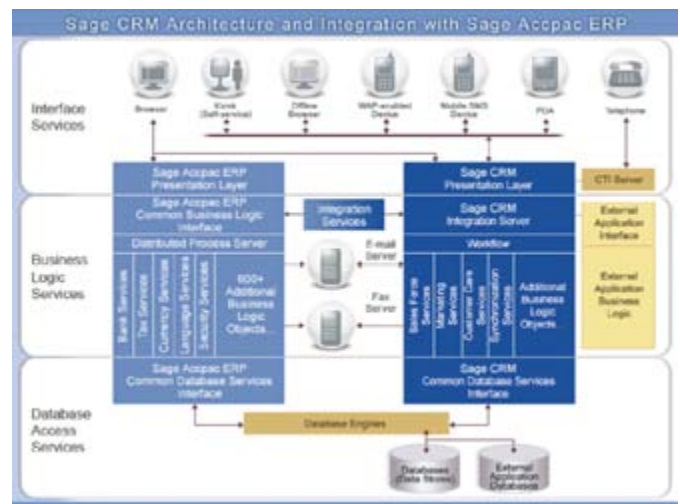 Sage CRM Architecture and Integration with Sage Accpac ERP
Interface
Services
Browser
Kiosk
(Self-service)
Offline
Browser
WAP-enabled
Device
Mobile SMS
Device
PDA
Telephone
Sage Accpac ERP
Presentation Layer
Sage CRM
Presentation Layer
CTI Server
Business
Logic
Services
Sage Accpac ERP
Common Business Logic
Interface
Integration
Services
Sage CRM
Integration Server
External
Application
Interface
Distributed Process Server
E-mail
Server
Workflow
Bank Services
Tax Services
Currency Services
Language Services
Security Services
600+
Additional
Business
Logic
Objects...
Fax
Server
Sales Force
Services
Marketing
Services
Customer Care
Services
Synchronization
Services
Additional
Business
Logic
Objects...
External
Application
Business
Logic
Sage Accpac ERP
Common Database Services
Interface
Sage CRM
Common Database Services
Interface
Database
Access
Services
Database Engines
Databases
(Data Stores)
External
Application
Databases